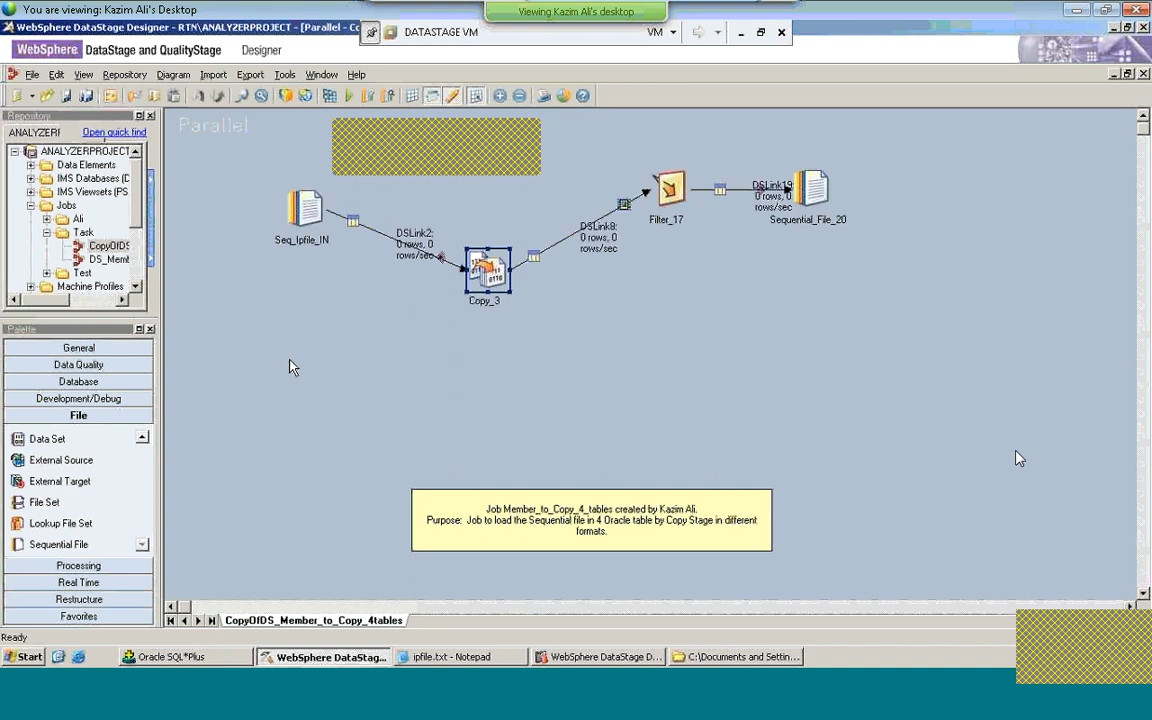 You are viewing: Kazim Ali's Desktop
Viewing Kazim Ali's desktop
WebSphere DataStage Designer - RTN\ANALYZERPROJECT - [Parallel - Co
DATASTAGE VM
VM
WebSphere. DataStage and QualityStage Designer
File Edit View Repository Diagram Import Export Tools Window Help
Repository
ANALYZERF Open quick find
ANALYZERPROJECT
Data Elements
IMS Databases (D
IMS Viewsets (PS
Jobs
Ali
Task
CopyOfDS
DS_Memb
Test
Machine Profiles
Palette
General
Data Quality
Database
Development/Debug
File
Data Set
External Source
External Target
File Set
Lookup File Set
Sequential File
Processing
Real Time
Restructure
Favorites
Parallel
Seq_Ipfile_IN
DSLink2:
0 rows, 0
rows/sec
Copy_3
DSLink8:
0 rows, 0
rows/sec
Filter_17
DSLink19
0 rows, 0
rows/sec
Sequential_File_20
Job Member_to_Copy_4_tables created by Kazim Ali.
Purpose: Job to load the Sequential file in 4 Oracle table by Copy Stage in different
formats.
CopyOfDS_Member_to_Copy_4tables
Ready
Start
Oracle SQL*Plus
WebSphere DataStag...
ipfile.txt - Notepad
WebSphere DataStage D...
C:\Documents and Settin...